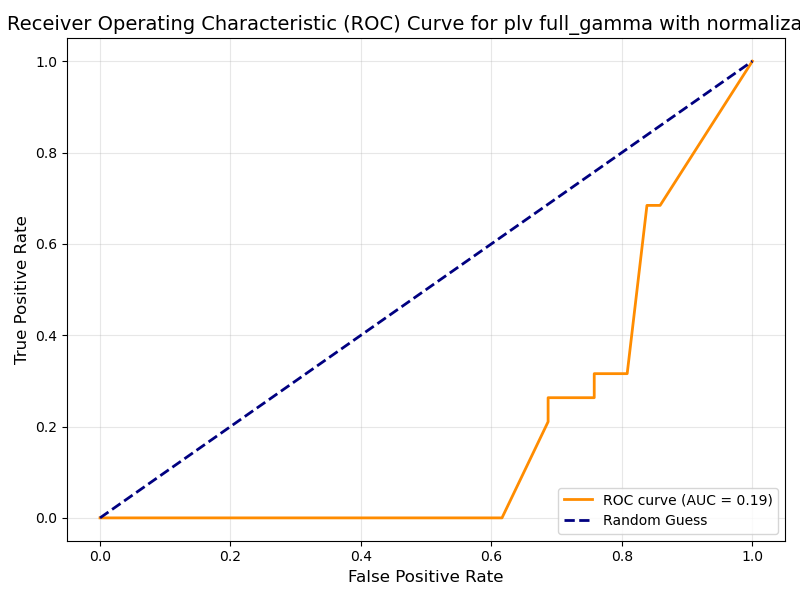 Receiver Operating Characteristic (ROC) Curve for plv full_gamma with normaliza
1.0
0.8
0.6
0.4
0.2
0.0
True Positive Rate
ROC curve (AUC = 0.19)
Random Guess
0.0 0.2 0.4 0.6 0.8 1.0
False Positive Rate